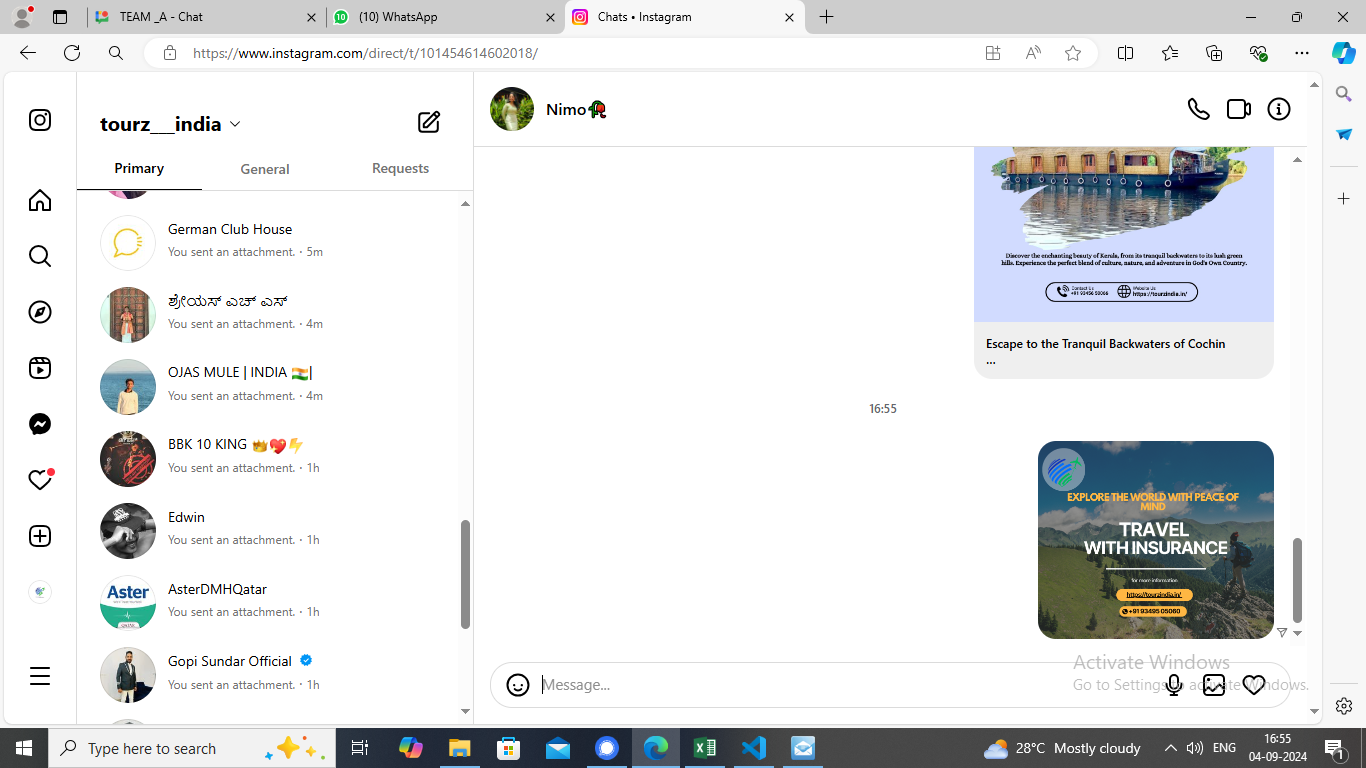 TEAM _A - Chat
(10) WhatsApp
Chats • Instagram
https://www.instagram.com/direct/t/101454614602018/
tourz___india
Primary
General
Requests
German Club House
You sent an attachment. · 5m
ಶ್ರೇಯಸ್ ಎಚ್ ಎಸ್
You sent an attachment. · 4m
OJAS MULE | INDIA 🇮🇳|
You sent an attachment. · 4m
BBK 10 KING 👑💖⚡
You sent an attachment. · 1h
Edwin
You sent an attachment. · 1h
Aster
AsterDMHQatar
You sent an attachment. · 1h
Gopi Sundar Official
You sent an attachment. · 1h
Nimo🥀
Discover the enchanting beauty of Kerala, from its tranquil backwaters to its lush green
hills. Experience the perfect blend of culture, nature, and adventure in God's Own Country.
Contact Us
Website Us
https://tourzindia.in/
Escape to the Tranquil Backwaters of Cochin
...
16:55
EXPLORE THE WORLD WITH PEACE OF
MIND
TRAVEL
WITH INSURANCE
for more information
https://tourzindia.in/
+91 93495 05060
Message...
Activate Windows
Go to Settings to activate Windows.
Type here to search
28°C Mostly cloudy
ENG
16:55
04-09-2024
1